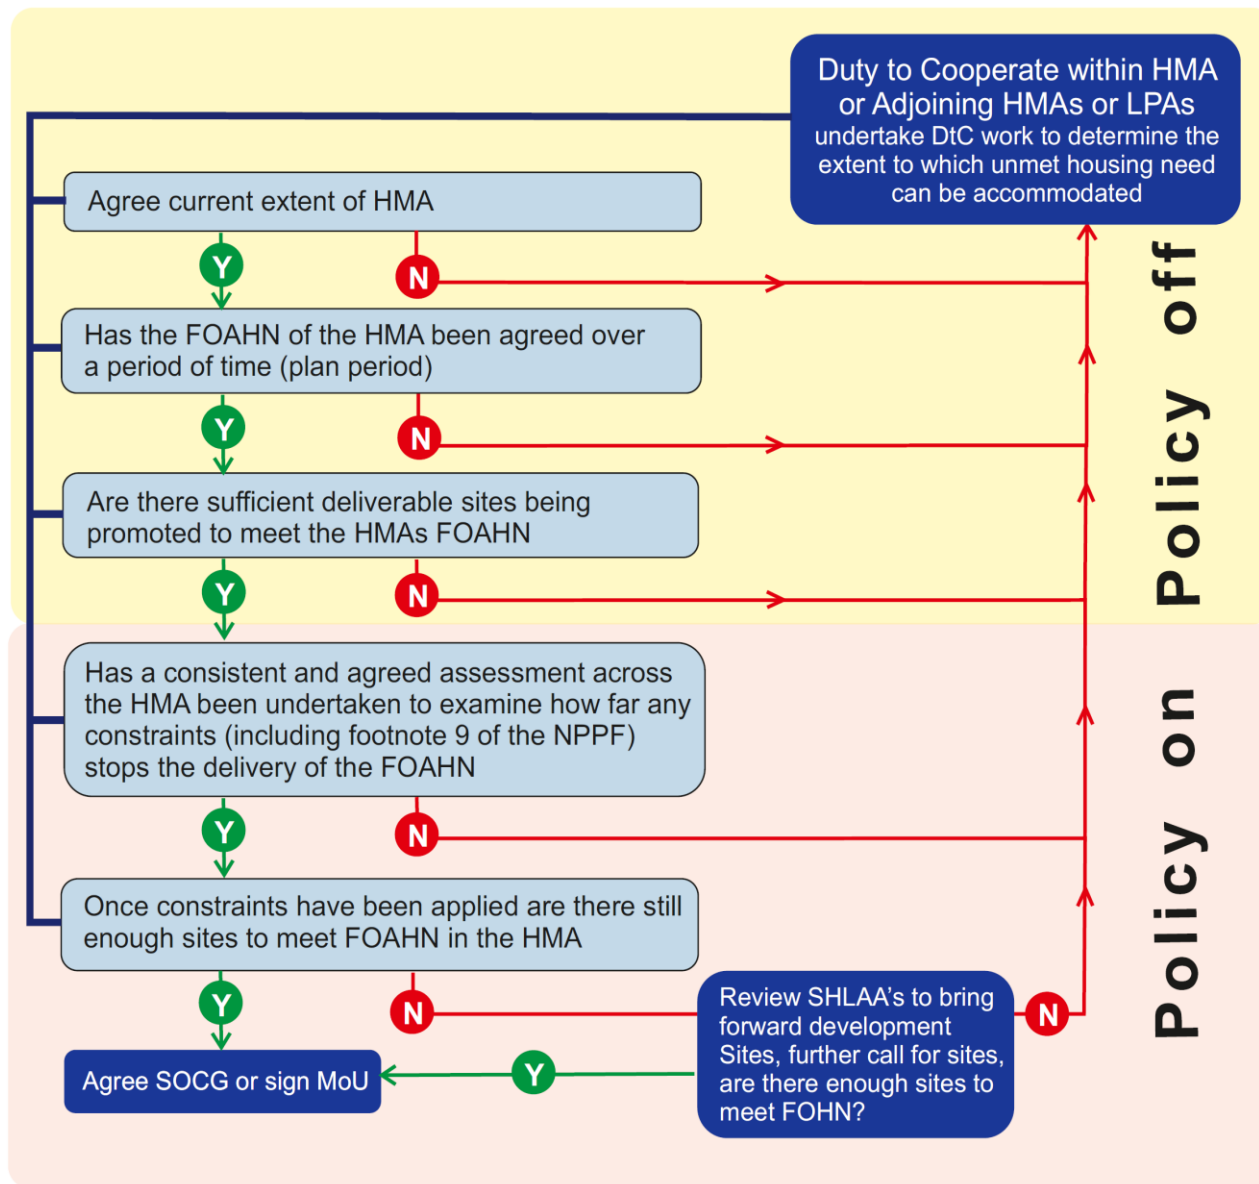 Duty to Cooperate within HMA
or Adjoining HMAs or LPAs
undertake DtC work to determine the
extent to which unmet housing need
can be accommodated
Agree current extent of HMA
Y
N
Has the FOAHN of the HMA been agreed over
a period of time (plan period)
Y
N
Are there sufficient deliverable sites being
promoted to meet the HMAs FOAHN
Y
N
Policy off
Has a consistent and agreed assessment across
the HMA been undertaken to examine how far any
constraints (including footnote 9 of the NPPF)
stops the delivery of the FOAHN
Y
N
Once constraints have been applied are there still
enough sites to meet FOAHN in the HMA
Y
N
Review SHLAA's to bring
forward development
Sites, further call for sites,
are there enough sites to
meet FOHN?
N
Y
Agree SOCG or sign MoU
Policy on